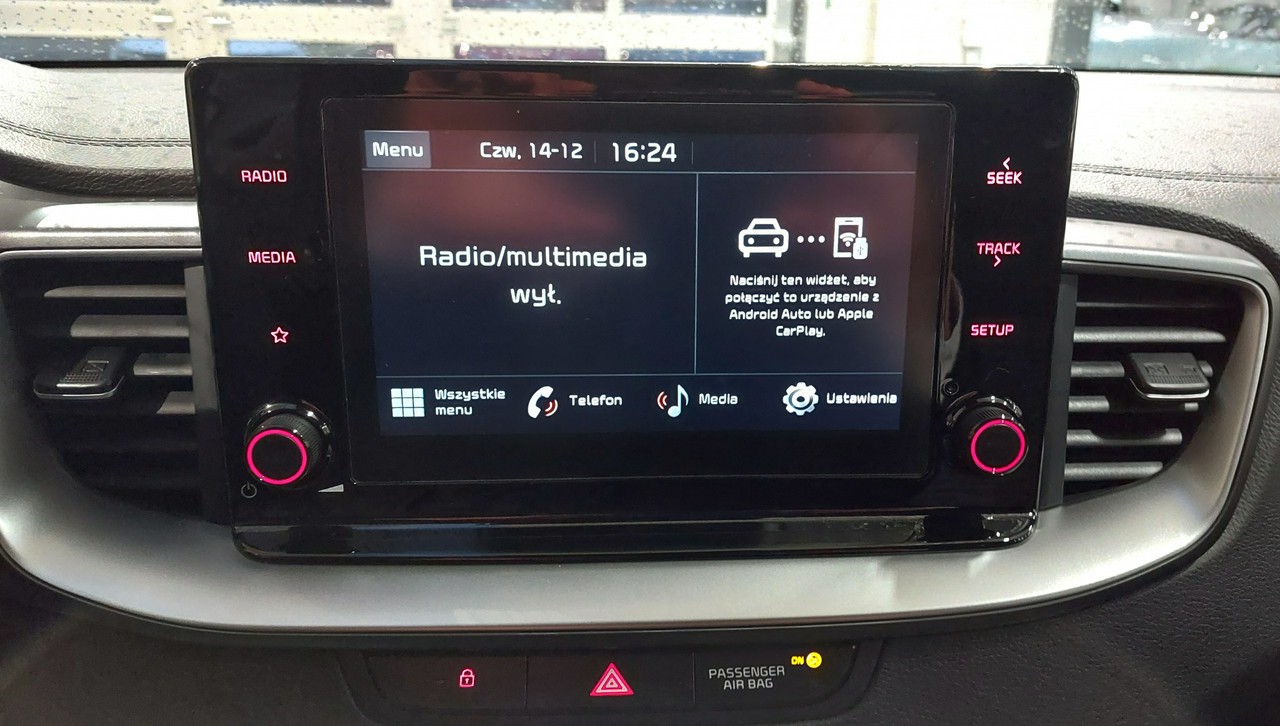 RADIO
MEDIA
Menu
Czw, 14-12
16:24
Radio/multimedia
wył.
Naciśnij ten widżet, aby
połączyć to urządzenie z
Android Auto lub Apple
CarPlay.
Wszystkie
menu
Telefon
Media
Ustawienia
SEEK
TRACK
SETUP
PASSENGER
AIR BAG
ON